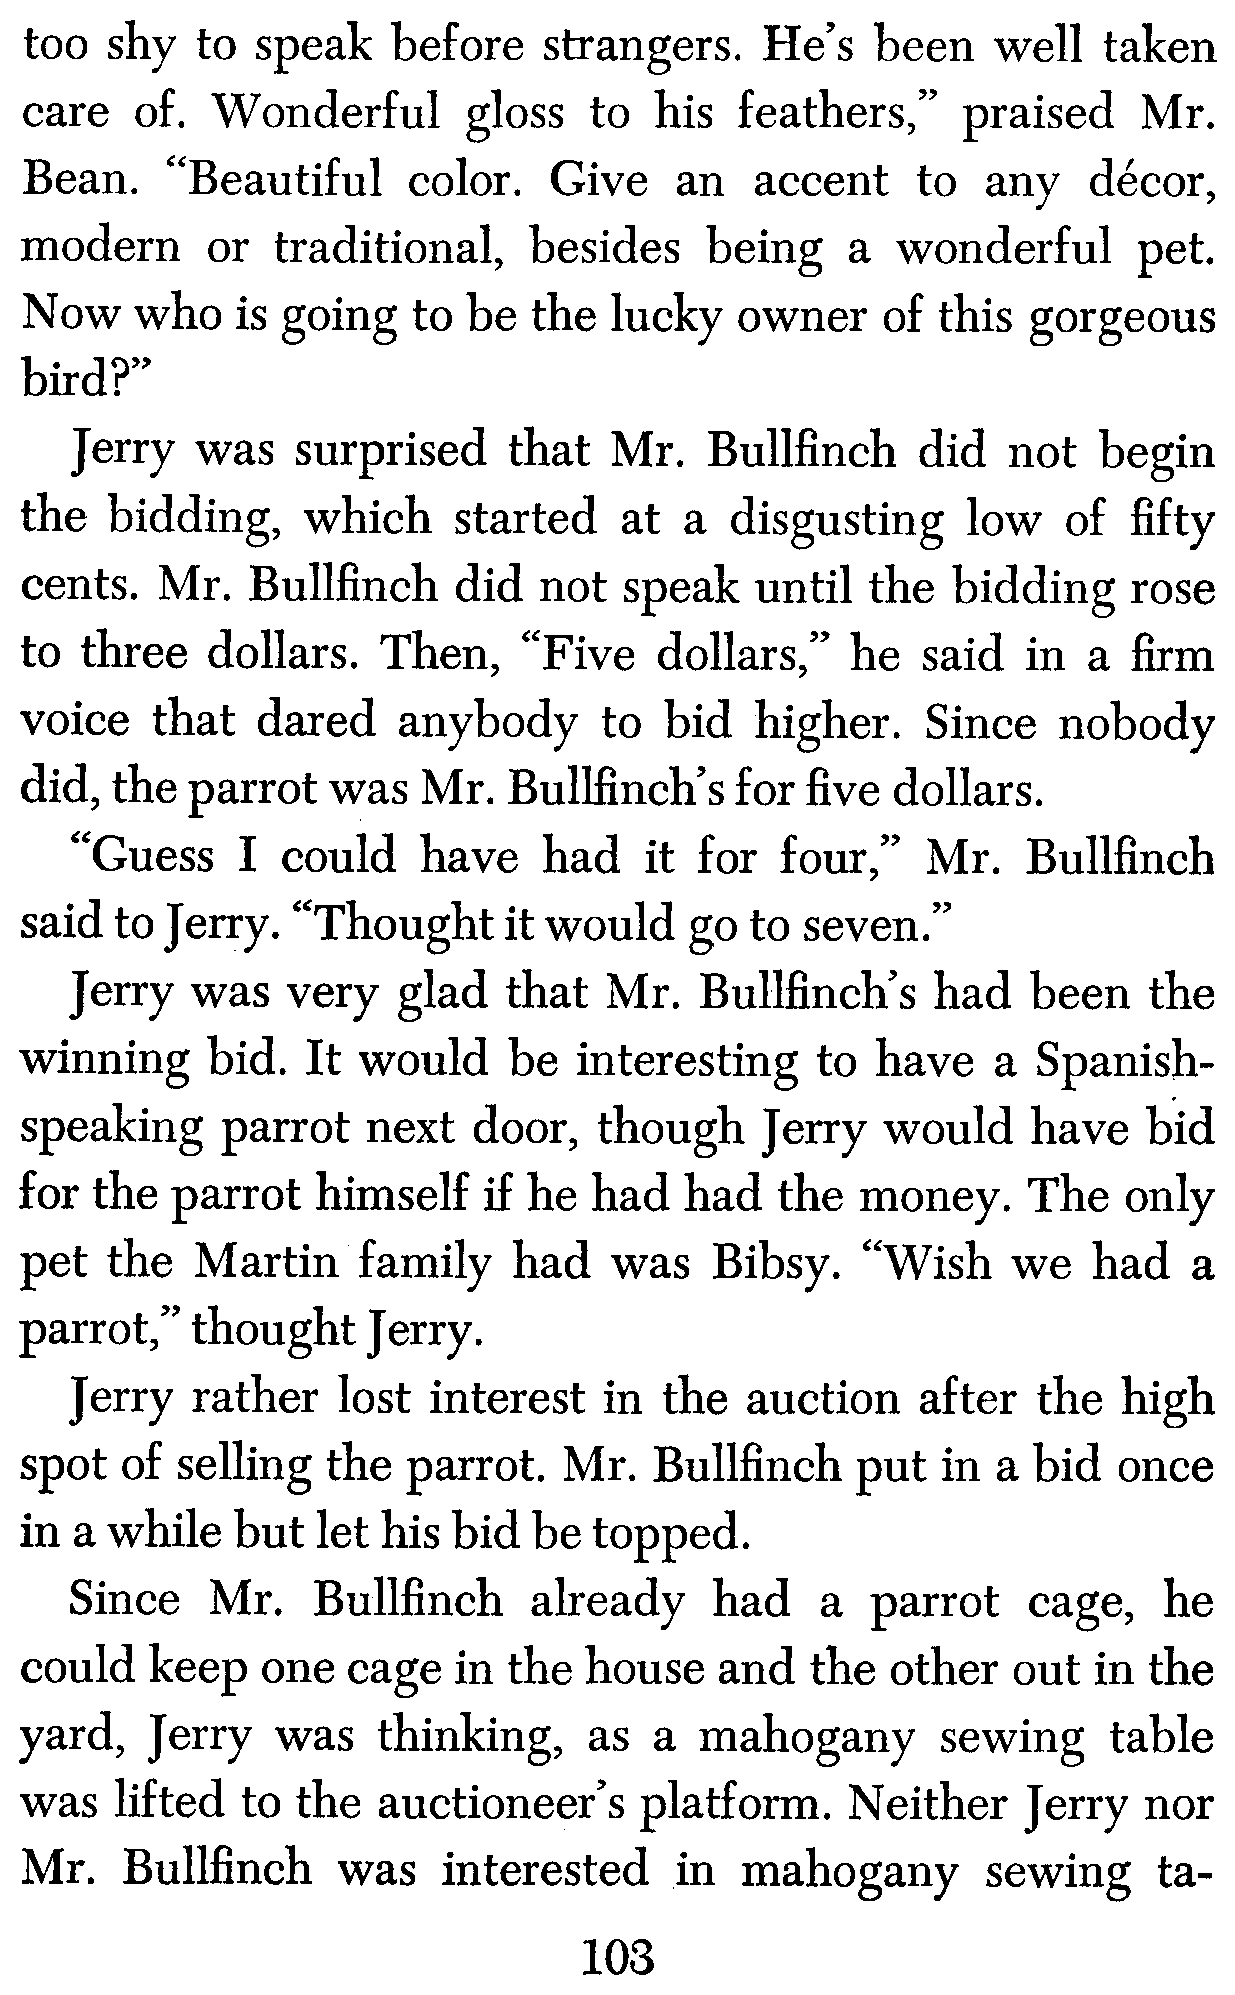 too shy to speak before strangers. He’s been well taken
care of. Wonderful gloss to his feathers,” praised Mr.
Bean. “Beautiful color. Give an accent to any décor,
modern or traditional, besides being a wonderful pet.
Now who is going to be the lucky owner of this gorgeous
bird?”
Jerry was surprised that Mr. Bullfinch did not begin
the bidding, which started at a disgusting low of fifty
cents. Mr. Bullfinch did not speak until the bidding rose
to three dollars. Then, “Five dollars,” he said in a firm
voice that dared anybody to bid higher. Since nobody
did, the parrot was Mr. Bullfinch’s for five dollars.
“Guess I could have had it for four,” Mr. Bullfinch
said to Jerry. “Thought it would go to seven.”
Jerry was very glad that Mr. Bullfinch’s had been the
winning bid. It would be interesting to have a Spanish-
speaking parrot next door, though Jerry would have bid
for the parrot himself if he had had the money. The only
pet the Martin family had was Bibsy. “Wish we had a
parrot,” thought Jerry.
Jerry rather lost interest in the auction after the high
spot of selling the parrot. Mr. Bullfinch put in a bid once
in a while but let his bid be topped.
Since Mr. Bullfinch already had a parrot cage, he
could keep one cage in the house and the other out in the
yard, Jerry was thinking, as a mahogany sewing table
was lifted to the auctioneer’s platform. Neither Jerry nor
Mr. Bullfinch was interested in mahogany sewing ta-
103